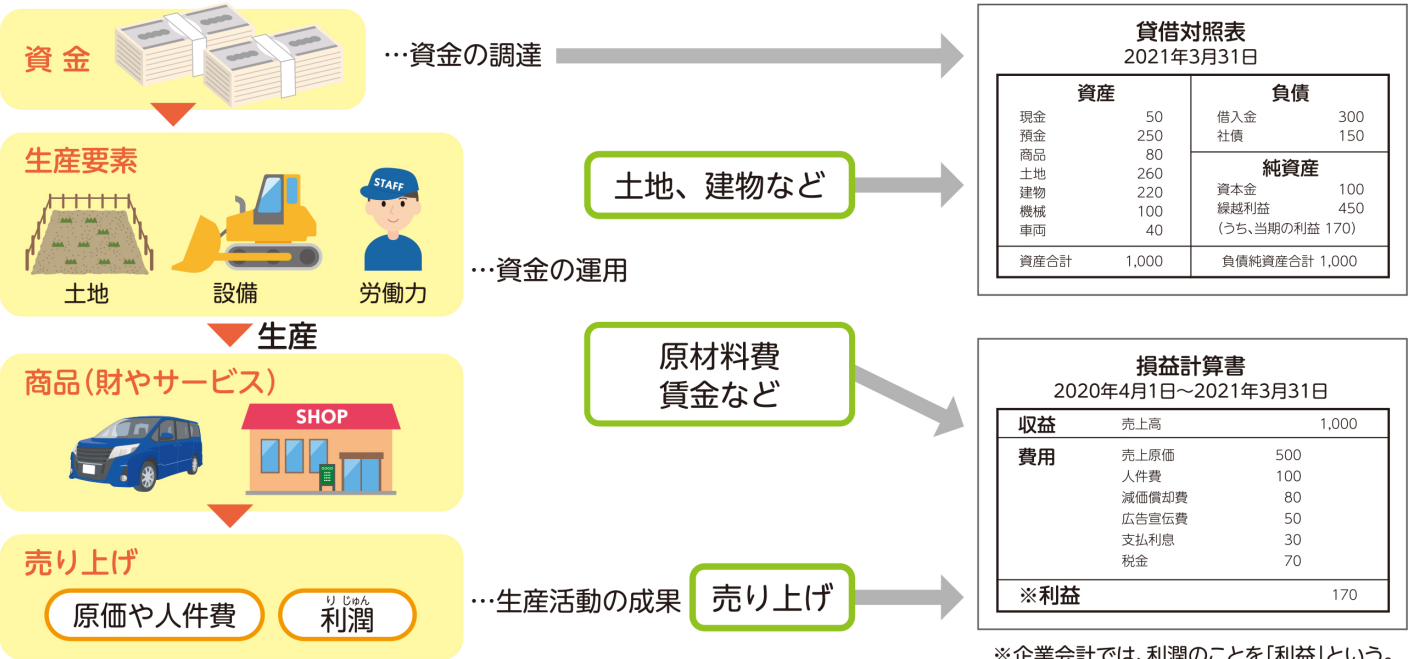 資金
…資金の調達
生産要素
STAFF
土地
設備
労働力
…資金の運用
生産
商品(財やサービス)
SHOP
売り上げ
原価や人件費
りじゅん
利潤
…生産活動の成果
土地、建物など
原材料費
賃金など
売り上げ
貸借対照表
2021年3月31日
資産
現金 50
預金 250
商品 80
土地 260
建物 220
機械 100
車両 40
資産合計 1,000
負債
借入金 300
社債 150
純資産
資本金 100
繰越利益 450
(うち、当期の利益 170)
負債純資産合計 1,000
損益計算書
2020年4月1日～2021年3月31日
収益 売上高 1,000
費用 売上原価 500
人件費 100
減価償却費 80
広告宣伝費 50
支払利息 30
税金 70
※利益 170
※企業会計では、利潤のことを「利益」という。